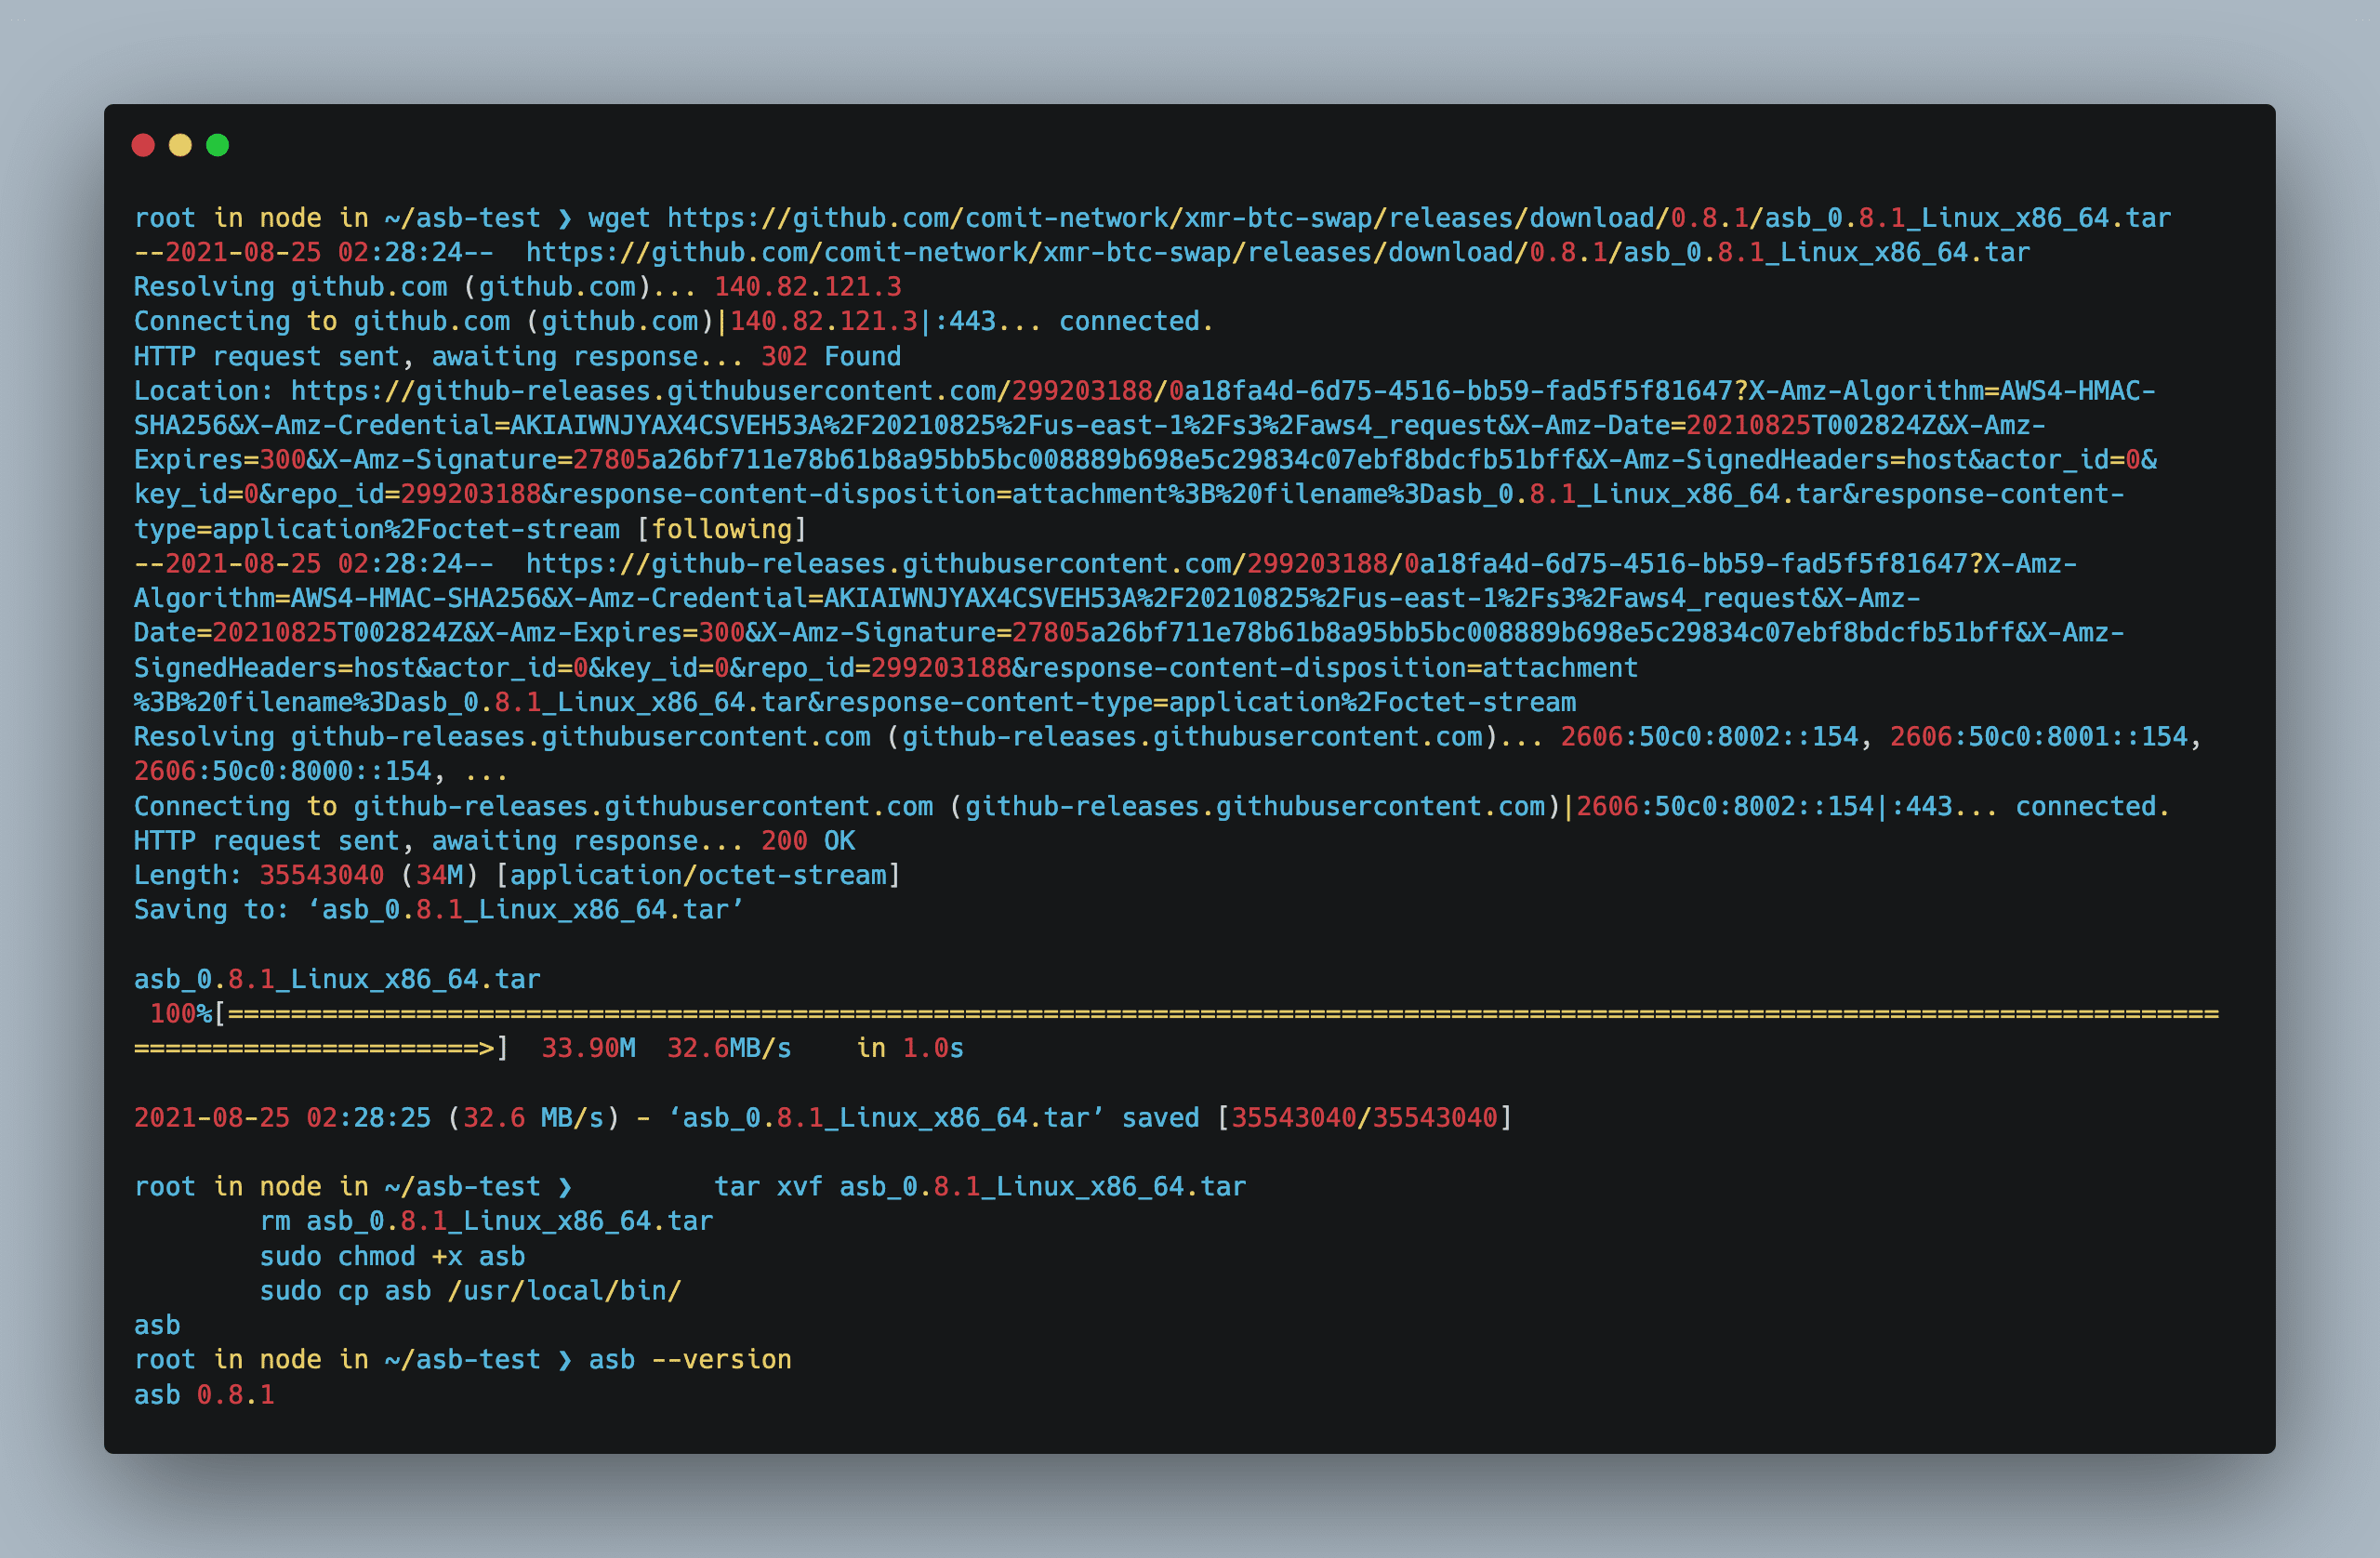 root in node in ~/asb-test ❯ wget https://github.com/comit-network/xmr-btc-swap/releases/download/0.8.1/asb_0.8.1_Linux_x86_64.tar
--2021-08-25 02:28:24--  https://github.com/comit-network/xmr-btc-swap/releases/download/0.8.1/asb_0.8.1_Linux_x86_64.tar
Resolving github.com (github.com)... 140.82.121.3
Connecting to github.com (github.com)|140.82.121.3|:443... connected.
HTTP request sent, awaiting response... 302 Found
Location: https://github-releases.githubusercontent.com/299203188/0a18fa4d-6d75-4516-bb59-fad5f5f81647?X-Amz-Algorithm=AWS4-HMAC-
SHA256&X-Amz-Credential=AKIAIWNJYAX4CSVEH53A%2F20210825%2Fus-east-1%2Fs3%2Faws4_request&X-Amz-Date=20210825T002824Z&X-Amz-
Expires=300&X-Amz-Signature=27805a26bf711e78b61b8a95bb5bc008889b698e5c29834c07ebf8bdcfb51bff&X-Amz-SignedHeaders=host&actor_id=0&
key_id=0&repo_id=299203188&response-content-disposition=attachment%3B%20filename%3Dasb_0.8.1_Linux_x86_64.tar&response-content-
type=application%2Foctet-stream [following]
--2021-08-25 02:28:24--  https://github-releases.githubusercontent.com/299203188/0a18fa4d-6d75-4516-bb59-fad5f5f81647?X-Amz-
Algorithm=AWS4-HMAC-SHA256&X-Amz-Credential=AKIAIWNJYAX4CSVEH53A%2F20210825%2Fus-east-1%2Fs3%2Faws4_request&X-Amz-
Date=20210825T002824Z&X-Amz-Expires=300&X-Amz-Signature=27805a26bf711e78b61b8a95bb5bc008889b698e5c29834c07ebf8bdcfb51bff&X-Amz-
SignedHeaders=host&actor_id=0&key_id=0&repo_id=299203188&response-content-disposition=attachment
%3B%20filename%3Dasb_0.8.1_Linux_x86_64.tar&response-content-type=application%2Foctet-stream
Resolving github-releases.githubusercontent.com (github-releases.githubusercontent.com)... 2606:50c0:8002::154, 2606:50c0:8001::154,
2606:50c0:8000::154, ...
Connecting to github-releases.githubusercontent.com (github-releases.githubusercontent.com)|2606:50c0:8002::154|:443... connected.
HTTP request sent, awaiting response... 200 OK
Length: 35543040 (34M) [application/octet-stream]
Saving to: ‘asb_0.8.1_Linux_x86_64.tar’
asb_0.8.1_Linux_x86_64.tar
 100%[===============================================================================================================================
======================>]  33.90M  32.6MB/s    in 1.0s
2021-08-25 02:28:25 (32.6 MB/s) - ‘asb_0.8.1_Linux_x86_64.tar’ saved [35543040/35543040]
root in node in ~/asb-test ❯         tar xvf asb_0.8.1_Linux_x86_64.tar
        rm asb_0.8.1_Linux_x86_64.tar
        sudo chmod +x asb
        sudo cp asb /usr/local/bin/
asb
root in node in ~/asb-test ❯ asb --version
asb 0.8.1